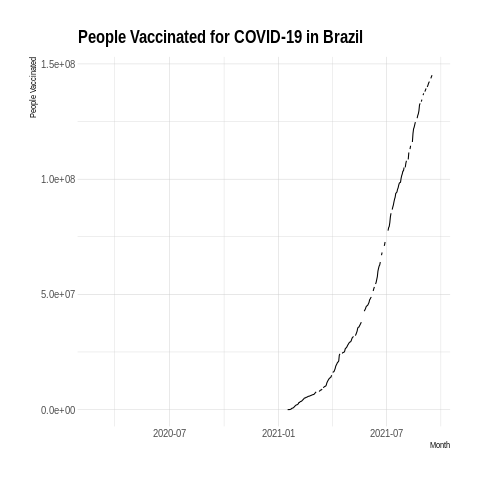 People Vaccinated for COVID-19 in Brazil
People Vaccinated
1.5e+08
1.0e+08
5.0e+07
0.0e+00
2020-07
2021-01
2021-07
Month